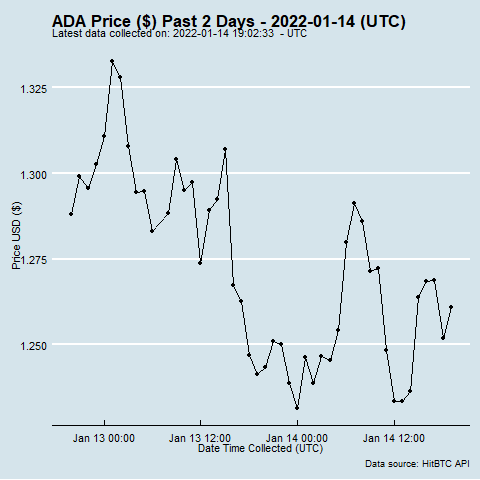 ADA Price ($) Past 2 Days - 2022-01-14 (UTC)
Latest data collected on: 2022-01-14 19:02:33  - UTC
1.325
1.300
1.275
1.250
Price USD ($)
Jan 13 00:00 Jan 13 12:00 Jan 14 00:00 Jan 14 12:00
Date Time Collected (UTC)
Data source: HitBTC API